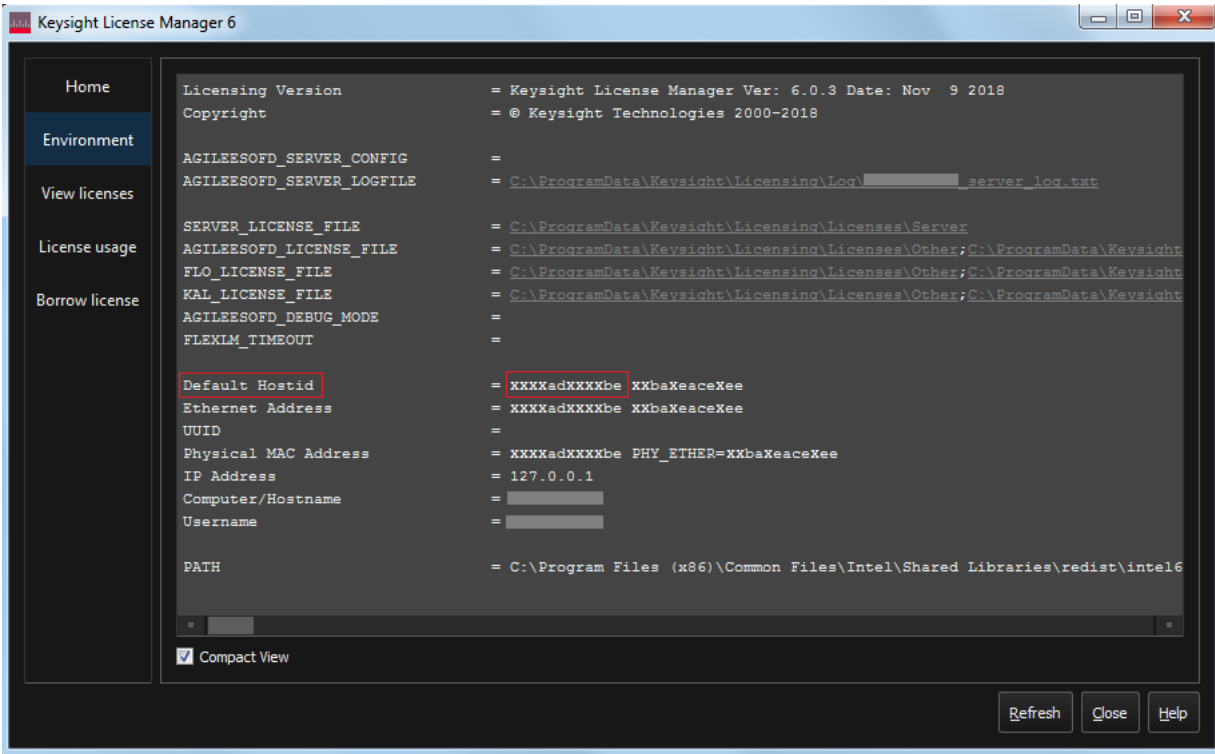 Keysight License Manager 6
Home
Environment
View licenses
License usage
Borrow license
Licensing Version = Keysight License Manager Ver: 6.0.3 Date: Nov 9 2018
Copyright = © Keysight Technologies 2000-2018
AGILEESOFD_SERVER_CONFIG =
AGILEESOFD_SERVER_LOGFILE = C:\ProgramData\Keysight\Licensing\Log\ _server_log.txt
SERVER_LICENSE_FILE = C:\ProgramData\Keysight\Licensing\Licenses\Server
AGILEESOFD_LICENSE_FILE = C:\ProgramData\Keysight\Licensing\Licenses\Other;C:\ProgramData\Keysight
FLO_LICENSE_FILE = C:\ProgramData\Keysight\Licensing\Licenses\Other;C:\ProgramData\Keysight
KAL_LICENSE_FILE = C:\ProgramData\Keysight\Licensing\Licenses\Other;C:\ProgramData\Keysight
AGILEESOFD_DEBUG_MODE =
FLEXLM_TIMEOUT =
Default Hostid = XXXXadXXXXbe XXbaXeaceXee
Ethernet Address = XXXXadXXXXbe XXbaXeaceXee
UUID =
Physical MAC Address = XXXXadXXXXbe PHY_ETHER=XXbaXeaceXee
IP Address = 127.0.0.1
Computer/Hostname =
Username =
PATH = C:\Program Files (x86)\Common Files\Intel\Shared Libraries\redist\intel6
Compact View
Refresh
Close
Help